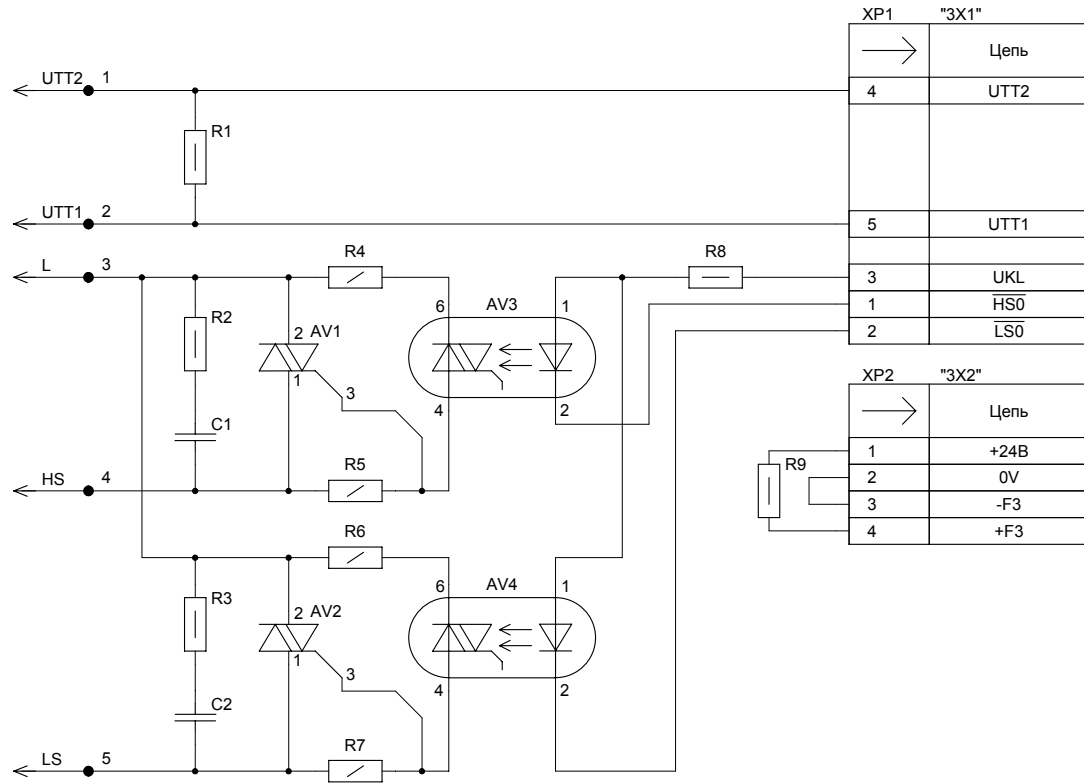 XP1 "3X1"
Цепь
UTT2 1
4 UTT2
R1
UTT1 2
5 UTT1
L 3
R4
R8
3 UKL
1 HS0
2 LS0
6 AV3 1
R2
2 AV1
1
3
4 2
C1
HS 4
R5
XP2 "3X2"
Цепь
1 +24В
2 0V
3 -F3
4 +F3
R9
R6
6 AV4 1
R3
2 AV2
1
3
4 2
C2
LS 5
R7